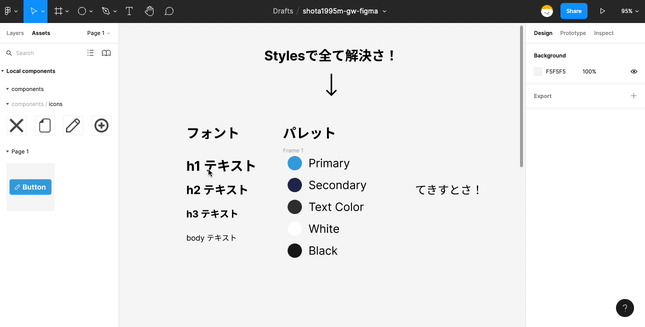 Drafts / shota1995m-gw-figma
Share
95%
Layers
Assets
Page 1
Design
Prototype
Inspect
Search
Local components
components
components / icons
Page 1
Button
Stylesで全て解決さ！
フォント
パレット
Frame 1
h1 テキスト
h2 テキスト
h3 テキスト
body テキスト
Primary
Secondary
Text Color
White
Black
てきすとさ！
Background
F5F5F5
100%
Export
?